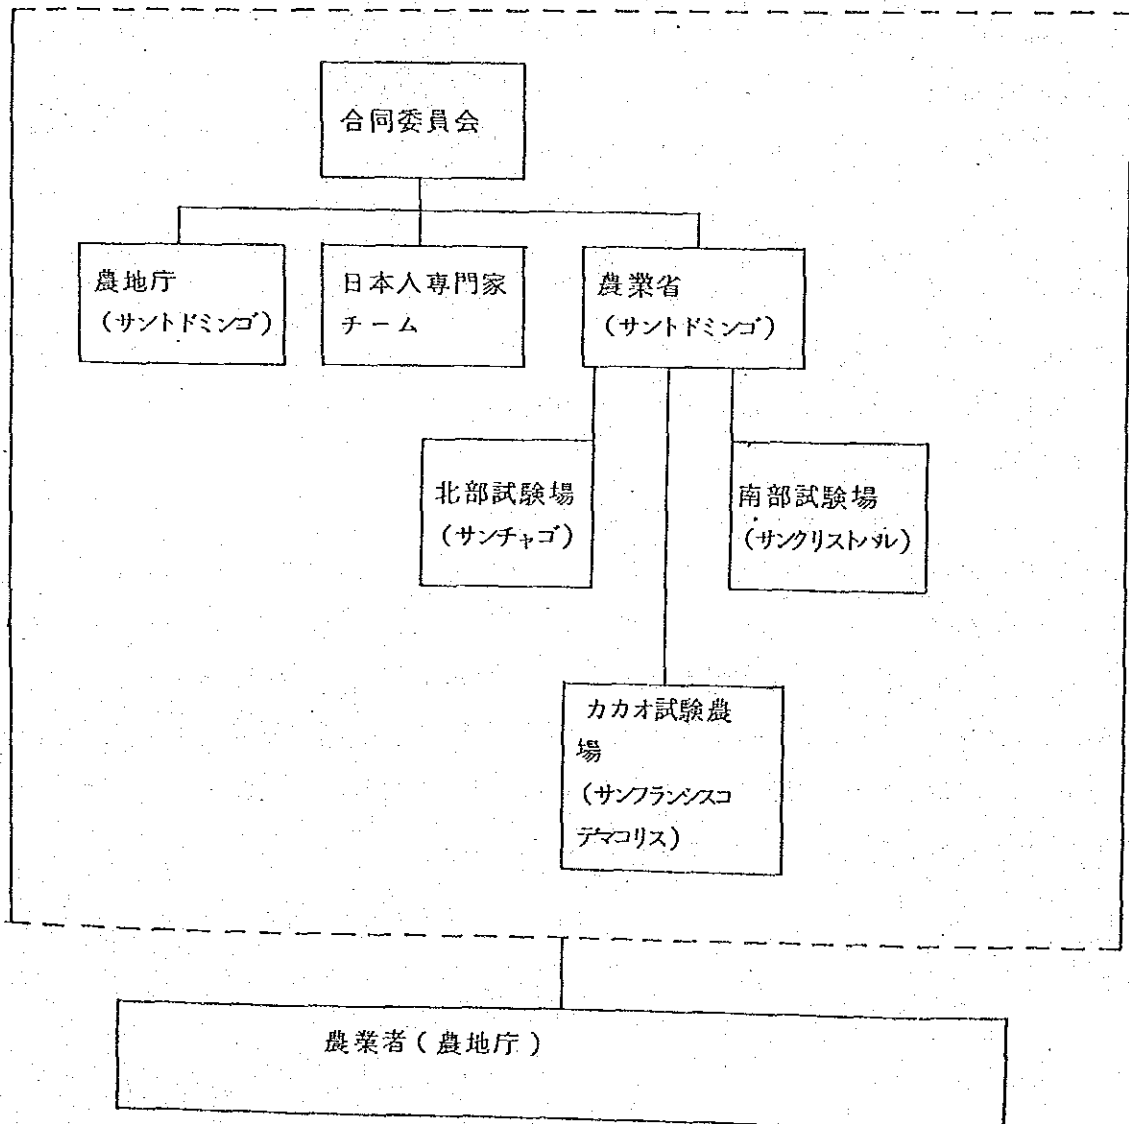 合同委員会
農地庁
(サントドミンゴ)
日本人専門家
チーム
農業省
(サントドミンゴ)
北部試験場
(サンチャゴ)
南部試験場
(サンクリストバル)
カカオ試験農
場
(サンフランシスコ
デマコリス)
農業者(農地庁)